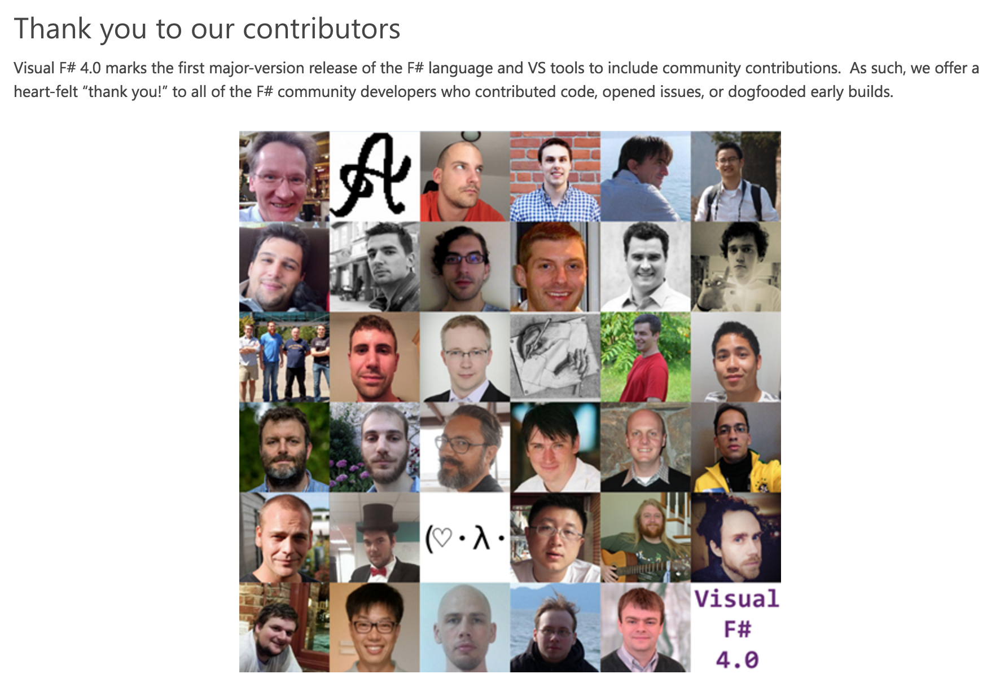 Thank you to our contributors
Visual F# 4.0 marks the first major-version release of the F# language and VS tools to include community contributions.  As such, we offer a
heart-felt “thank you!” to all of the F# community developers who contributed code, opened issues, or dogfooded early builds.
A
(♡·λ·
Visual
F#
4.0